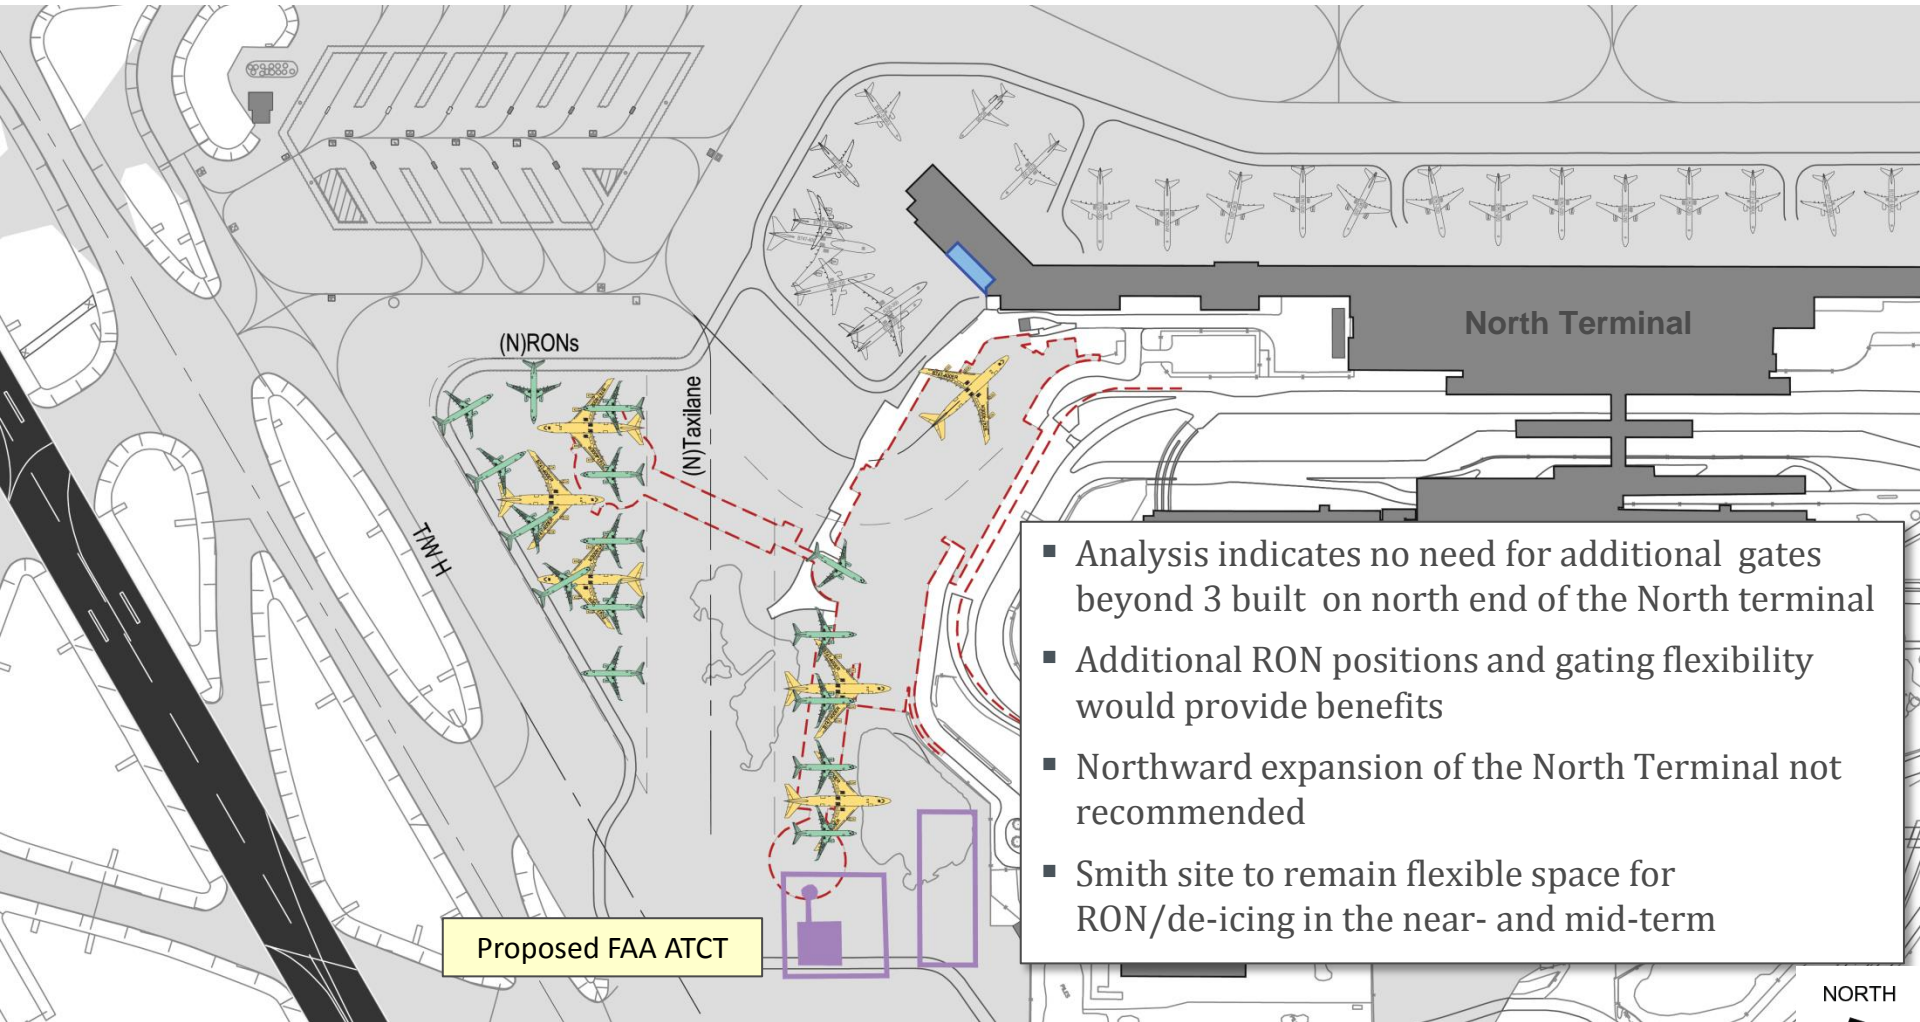 North Terminal
(N)RONs
(N)Taxilane
T/W H
▪ Analysis indicates no need for additional gates
beyond 3 built on north end of the North terminal
▪ Additional RON positions and gating flexibility
would provide benefits
▪ Northward expansion of the North Terminal not
recommended
▪ Smith site to remain flexible space for
RON/de-icing in the near- and mid-term
Proposed FAA ATCT
NORTH